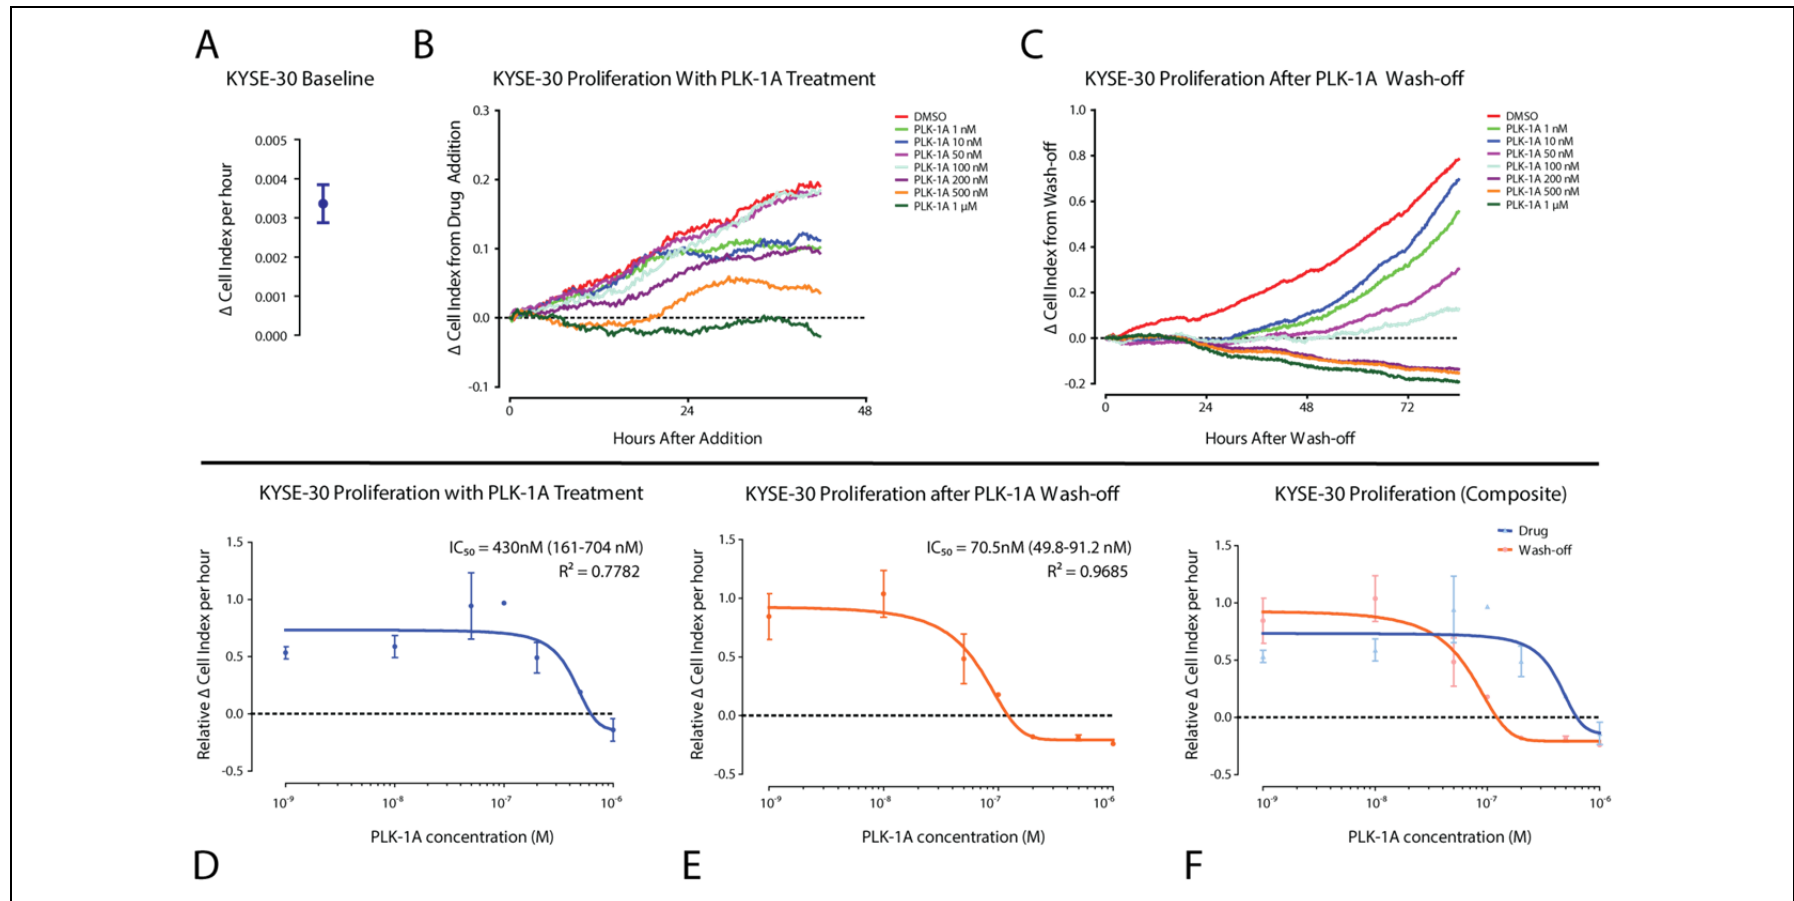 A
B
C
KYSE-30 Baseline
KYSE-30 Proliferation With PLK-1A Treatment
KYSE-30 Proliferation After PLK-1A Wash-off
Δ Cell Index per hour
0.005
0.004
0.003
0.002
0.001
0.000
Δ Cell Index from Drug Addition
0.3
0.2
0.1
0.0
-0.1
0
24
48
Hours After Addition
DMSO
PLK-1A 1 nM
PLK-1A 10 nM
PLK-1A 50 nM
PLK-1A 100 nM
PLK-1A 200 nM
PLK-1A 500 nM
PLK-1A 1 µM
Δ Cell Index from Wash-off
1.0
0.8
0.6
0.4
0.2
0.0
-0.2
0
24
48
72
Hours After Wash-off
DMSO
PLK-1A 1 nM
PLK-1A 10 nM
PLK-1A 50 nM
PLK-1A 100 nM
PLK-1A 200 nM
PLK-1A 500 nM
PLK-1A 1 µM
KYSE-30 Proliferation with PLK-1A Treatment
IC₅₀ = 430nM (161-704 nM)
R² = 0.7782
Relative Δ Cell Index per hour
1.5
1.0
0.5
0.0
-0.5
10⁻⁹
10⁻⁸
10⁻⁷
10⁻⁶
PLK-1A concentration (M)
KYSE-30 Proliferation after PLK-1A Wash-off
IC₅₀ = 70.5nM (49.8-91.2 nM)
R² = 0.9685
Relative Δ Cell Index per hour
1.5
1.0
0.5
0.0
-0.5
10⁻⁹
10⁻⁸
10⁻⁷
10⁻⁶
PLK-1A concentration (M)
KYSE-30 Proliferation (Composite)
Drug
Wash-off
Relative Δ Cell Index per hour
1.5
1.0
0.5
0.0
-0.5
10⁻⁹
10⁻⁸
10⁻⁷
10⁻⁶
PLK-1A concentration (M)
D
E
F